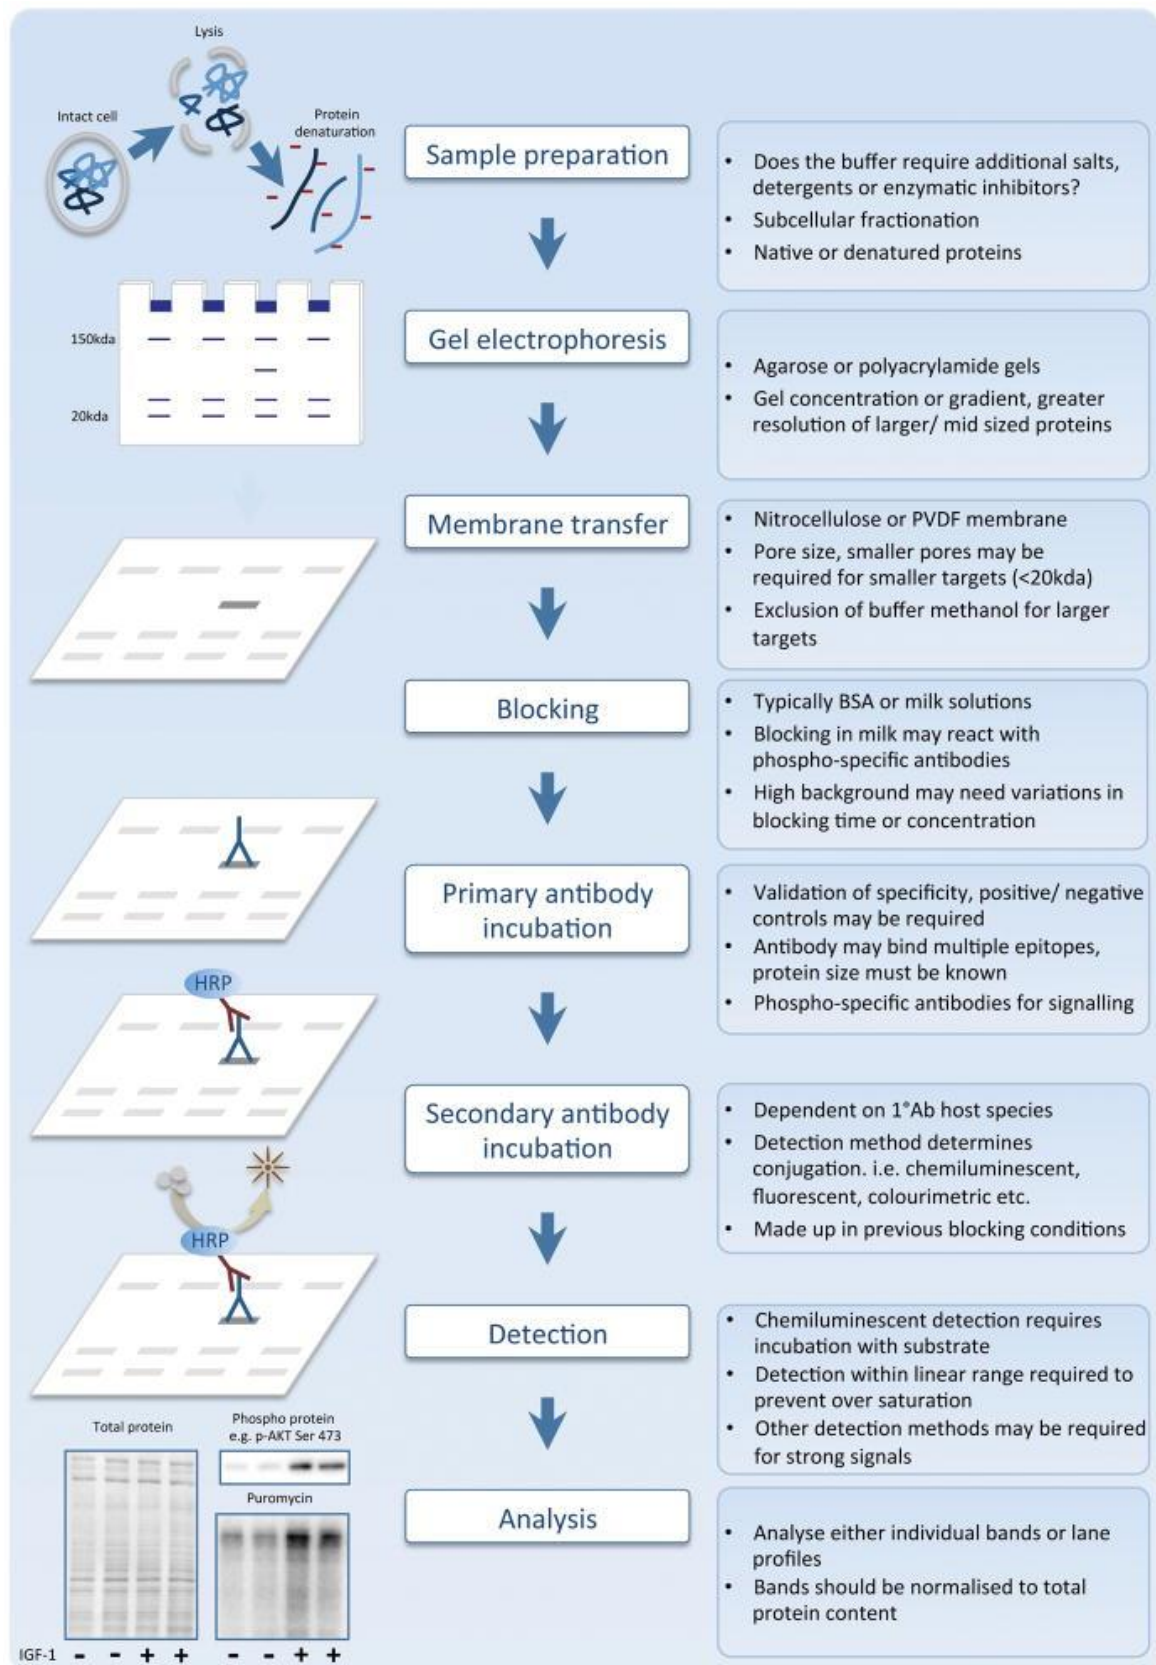 Lysis
Intact cell
Protein
denaturation
Sample preparation
• Does the buffer require additional salts,
detergents or enzymatic inhibitors?
• Subcellular fractionation
• Native or denatured proteins
150kda
20kda
Gel electrophoresis
• Agarose or polyacrylamide gels
• Gel concentration or gradient, greater
resolution of larger/ mid sized proteins
Membrane transfer
• Nitrocellulose or PVDF membrane
• Pore size, smaller pores may be
required for smaller targets (<20kda)
• Exclusion of buffer methanol for larger
targets
Blocking
• Typically BSA or milk solutions
• Blocking in milk may react with
phospho-specific antibodies
• High background may need variations in
blocking time or concentration
Primary antibody
incubation
• Validation of specificity, positive/ negative
controls may be required
• Antibody may bind multiple epitopes,
protein size must be known
• Phospho-specific antibodies for signalling
HRP
Secondary antibody
incubation
• Dependent on 1°Ab host species
• Detection method determines
conjugation. i.e. chemiluminescent,
fluorescent, colourimetric etc.
• Made up in previous blocking conditions
HRP
Detection
• Chemiluminescent detection requires
incubation with substrate
• Detection within linear range required to
prevent over saturation
• Other detection methods may be required
for strong signals
Total protein
Phospho protein
e.g. p-AKT Ser 473
Puromycin
Analysis
• Analyse either individual bands or lane
profiles
• Bands should be normalised to total
protein content
IGF-1 - - + + - - + +